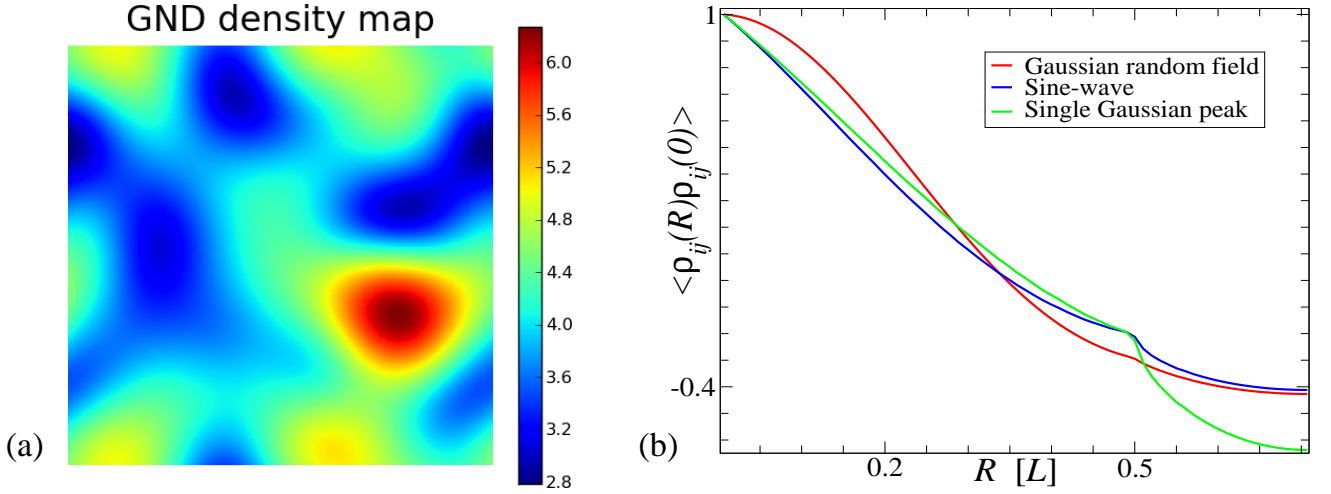 GND density map
6.0
5.6
5.2
4.8
4.4
4.0
3.6
3.2
2.8
(a)
1
-0.4
<ρij(R)ρij(0)>
Gaussian random field
Sine-wave
Single Gaussian peak
0.2
0.5
R [L]
(b)